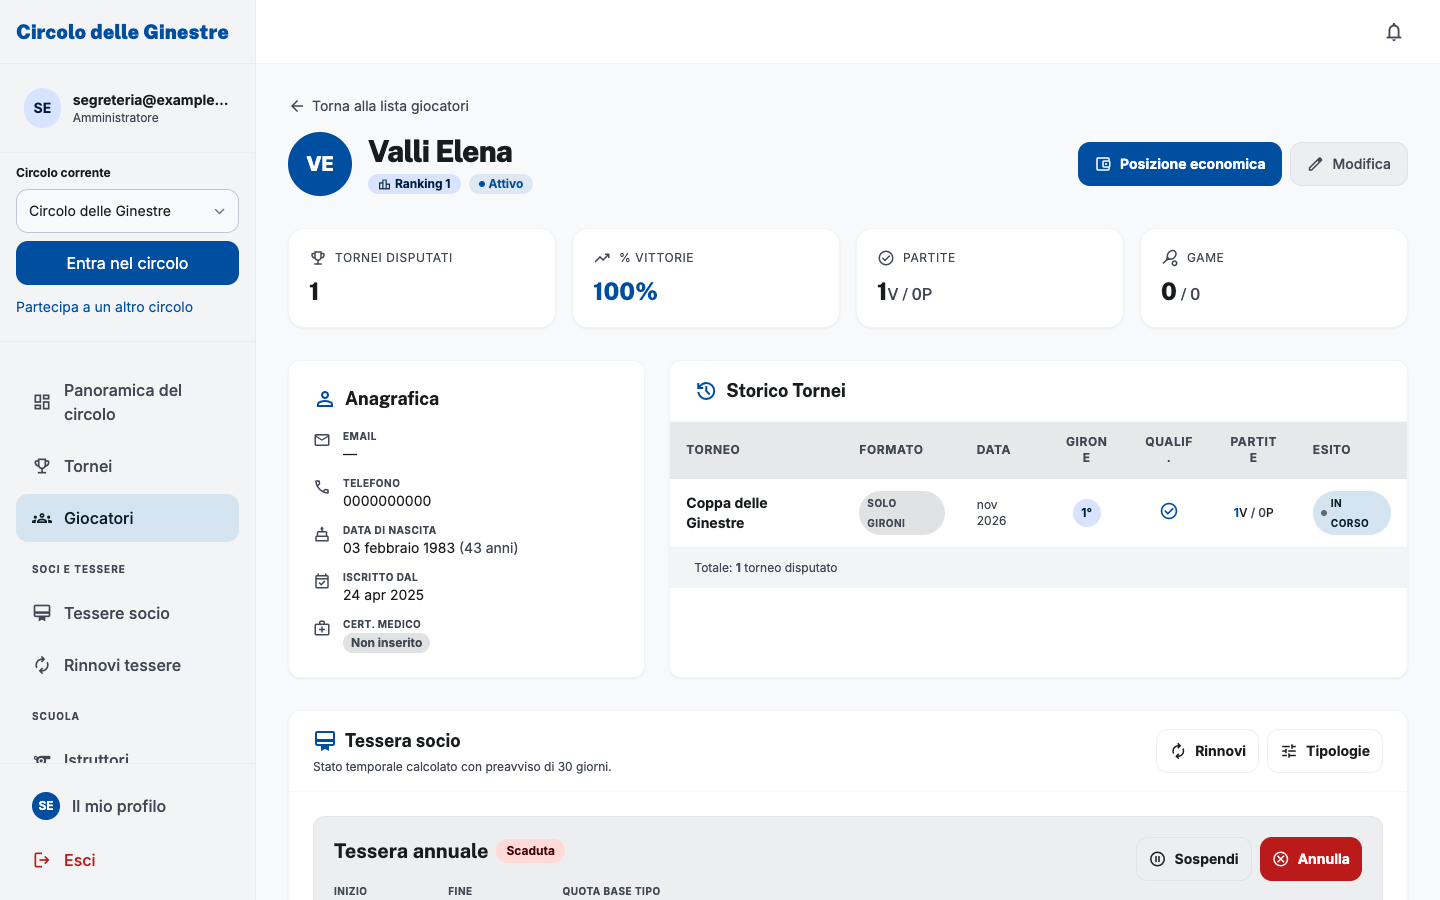 Circolo delle Ginestre
SE
segreteria@example...
Amministratore
Circolo corrente
Circolo delle Ginestre
Entra nel circolo
Partecipa a un altro circolo
Panoramica del
circolo
Tornei
Giocatori
SOCI E TESSERE
Tessere socio
Rinnovi tessere
SCUOLA
Istruttori
SE
Il mio profilo
Esci
Torna alla lista giocatori
VE
Valli Elena
Ranking 1
Attivo
Posizione economica
Modifica
TORNEI DISPUTATI
1
% VITTORIE
100%
PARTITE
1V / 0P
GAME
0 / 0
Anagrafica
EMAIL
—
TELEFONO
0000000000
DATA DI NASCITA
03 febbraio 1983 (43 anni)
ISCRITTO DAL
24 apr 2025
CERT. MEDICO
Non inserito
Storico Tornei
TORNEO FORMATO DATA GIRON
E QUALIF
. PARTIT
E ESITO
Coppa delle
Ginestre
SOLO
GIRONI
nov
2026
1°
1V / 0P
IN
CORSO
Totale: 1 torneo disputato
Tessera socio
Stato temporale calcolato con preavviso di 30 giorni.
Rinnovi
Tipologie
Tessera annuale
Scaduta
Sospendi
Annulla
INIZIO FINE QUOTA BASE TIPO